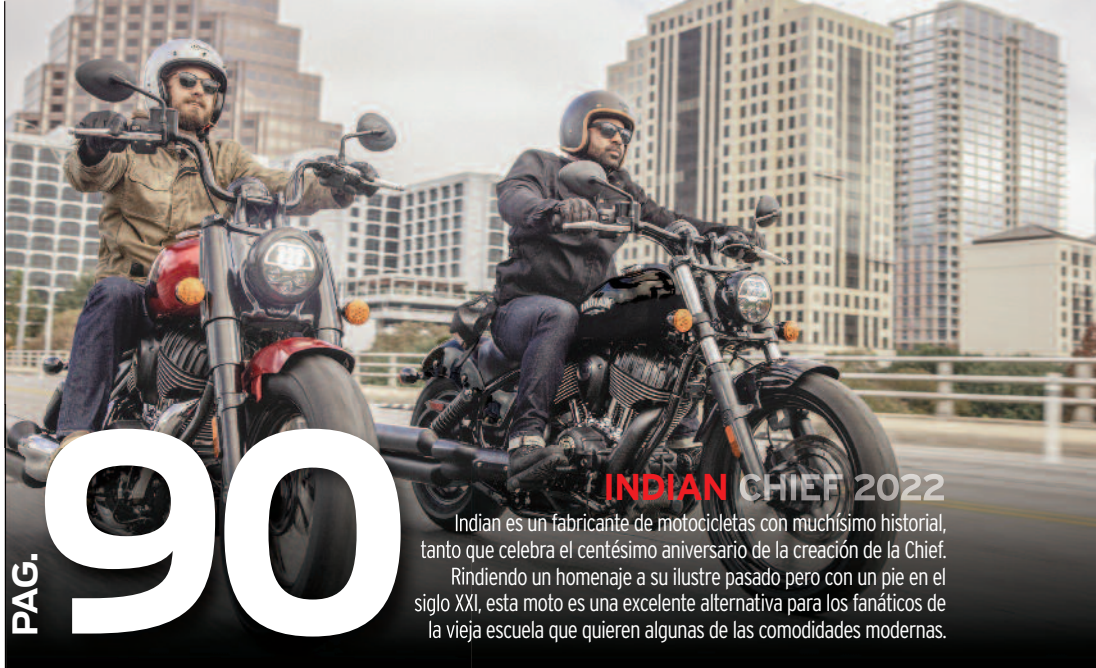 INDIAN
INDIAN CHIEF 2022
Indian es un fabricante de motocicletas con muchísimo historial,
tanto que celebra el centésimo aniversario de la creación de la Chief.
Rindiendo un homenaje a su ilustre pasado pero con un pie en el
siglo XXI, esta moto es una excelente alternativa para los fanáticos de
la vieja escuela que quieren algunas de las comodidades modernas.
PAG.
90